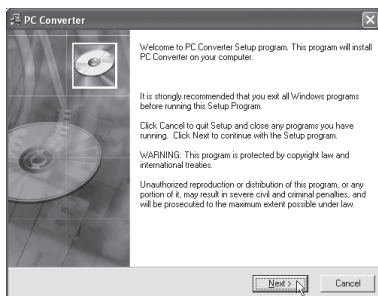 PC Converter
Welcome to PC Converter Setup program. This program will install
PC Converter on your computer.
It is strongly recommended that you exit all Windows programs
before running this Setup Program.
Click Cancel to quit Setup and close any programs you have
running. Click Next to continue with the Setup program.
WARNING: This program is protected by copyright law and
international treaties.
Unauthorized reproduction or distribution of this program, or any
portion of it, may result in severe civil and criminal penalties, and
will be prosecuted to the maximum extent possible under law.
Next > Cancel